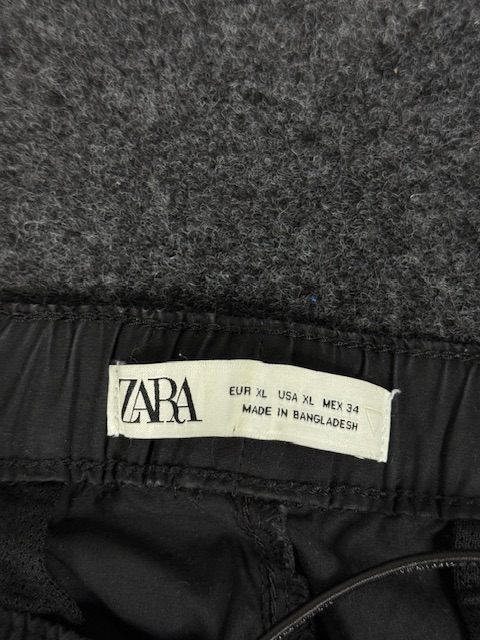 ZARA
EUR XL USA XL MEX 34
MADE IN BANGLADESH